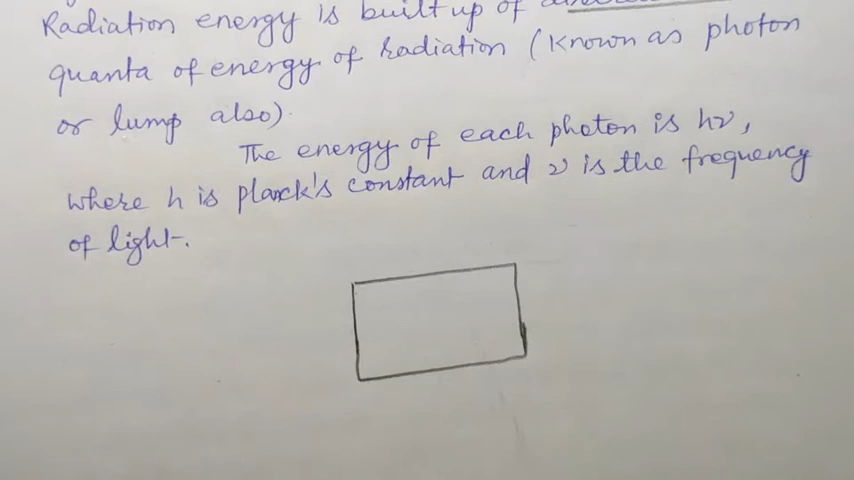 Radiation energy is built up of
quanta of energy of radiation (known as photon
or lump also).
The energy of each photon is hν,
where h is planck's constant and ν is the frequency
of light.